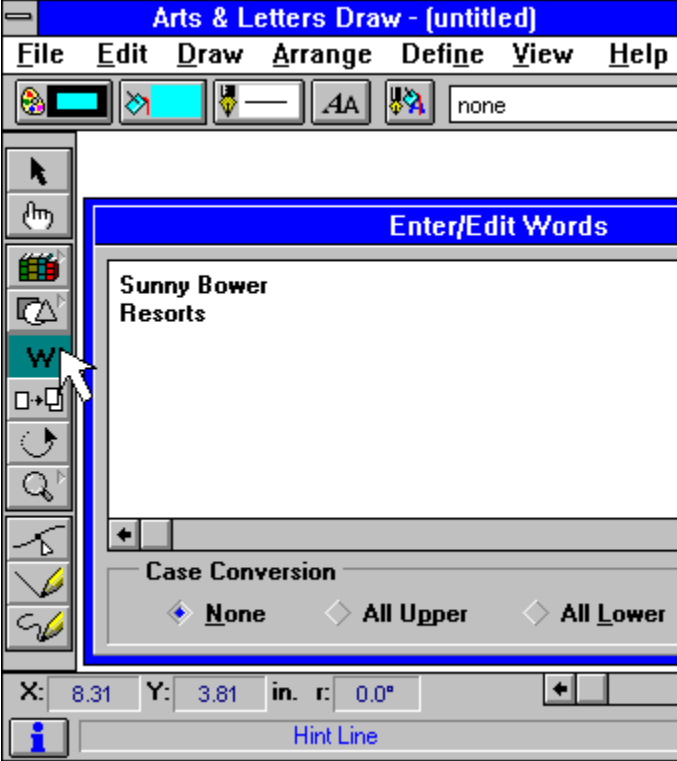 Arts & Letters Draw - (untitled)
File Edit Draw Arrange Define View Help
AA none
Enter/Edit Words
Sunny Bower
Resorts
W
Case Conversion
None All Upper All Lower
X: 8.31 Y: 3.81 in. r: 0.0°
i Hint Line